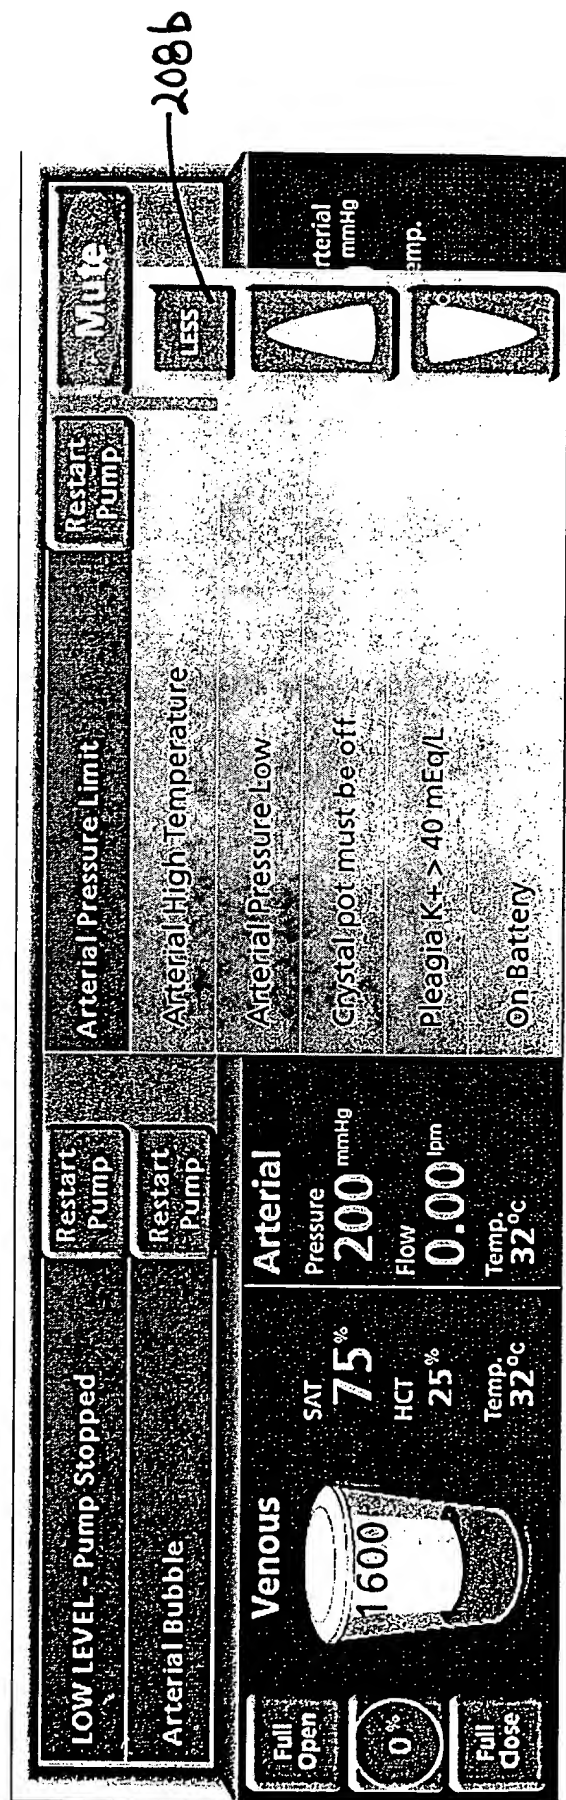 208b
LOW LEVEL - Pump Stopped
Restart
Pump
Arterial Pressure Limit
Restart
Pump
Mute
Arterial Bubble
Restart
Pump
Arterial High Temperature
LESS
Arterial Pressure Low
Crystal pot must be off
Pleagia K+ > 40 mEq/L
On Battery
Full
Open
0 %
Full
Close
Venous
1600
SAT
75%
HCT
25%
Temp.
32°C
Arterial
Pressure
200 mmHg
Flow
0.00 lpm
Temp.
32°C
rterial
mmHg
emp.